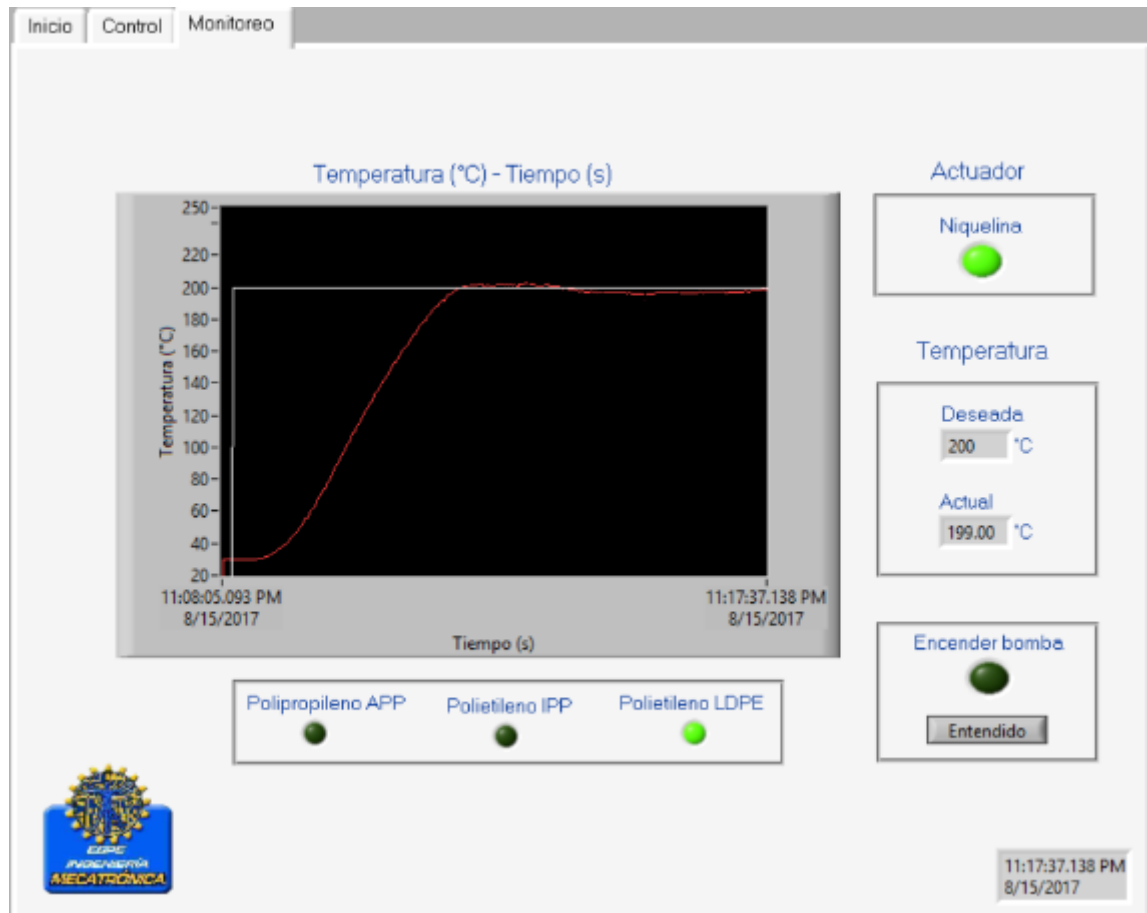 Inicio Control Monitoreo
Temperatura (°C) - Tiempo (s)
250
220
200
180
160
140
120
100
80
60
40
20
Temperatura (°C)
11:08:05.093 PM
8/15/2017
11:17:37.138 PM
8/15/2017
Tiempo (s)
Polipropileno APP Polietileno IPP Polietileno LDPE
Actuador
Niquelina
Temperatura
Deseada
200 °C
Actual
199.00 °C
Encender bomba
Entendido
ESPE
INGENIERÍA
MECATRÓNICA
11:17:37.138 PM
8/15/2017